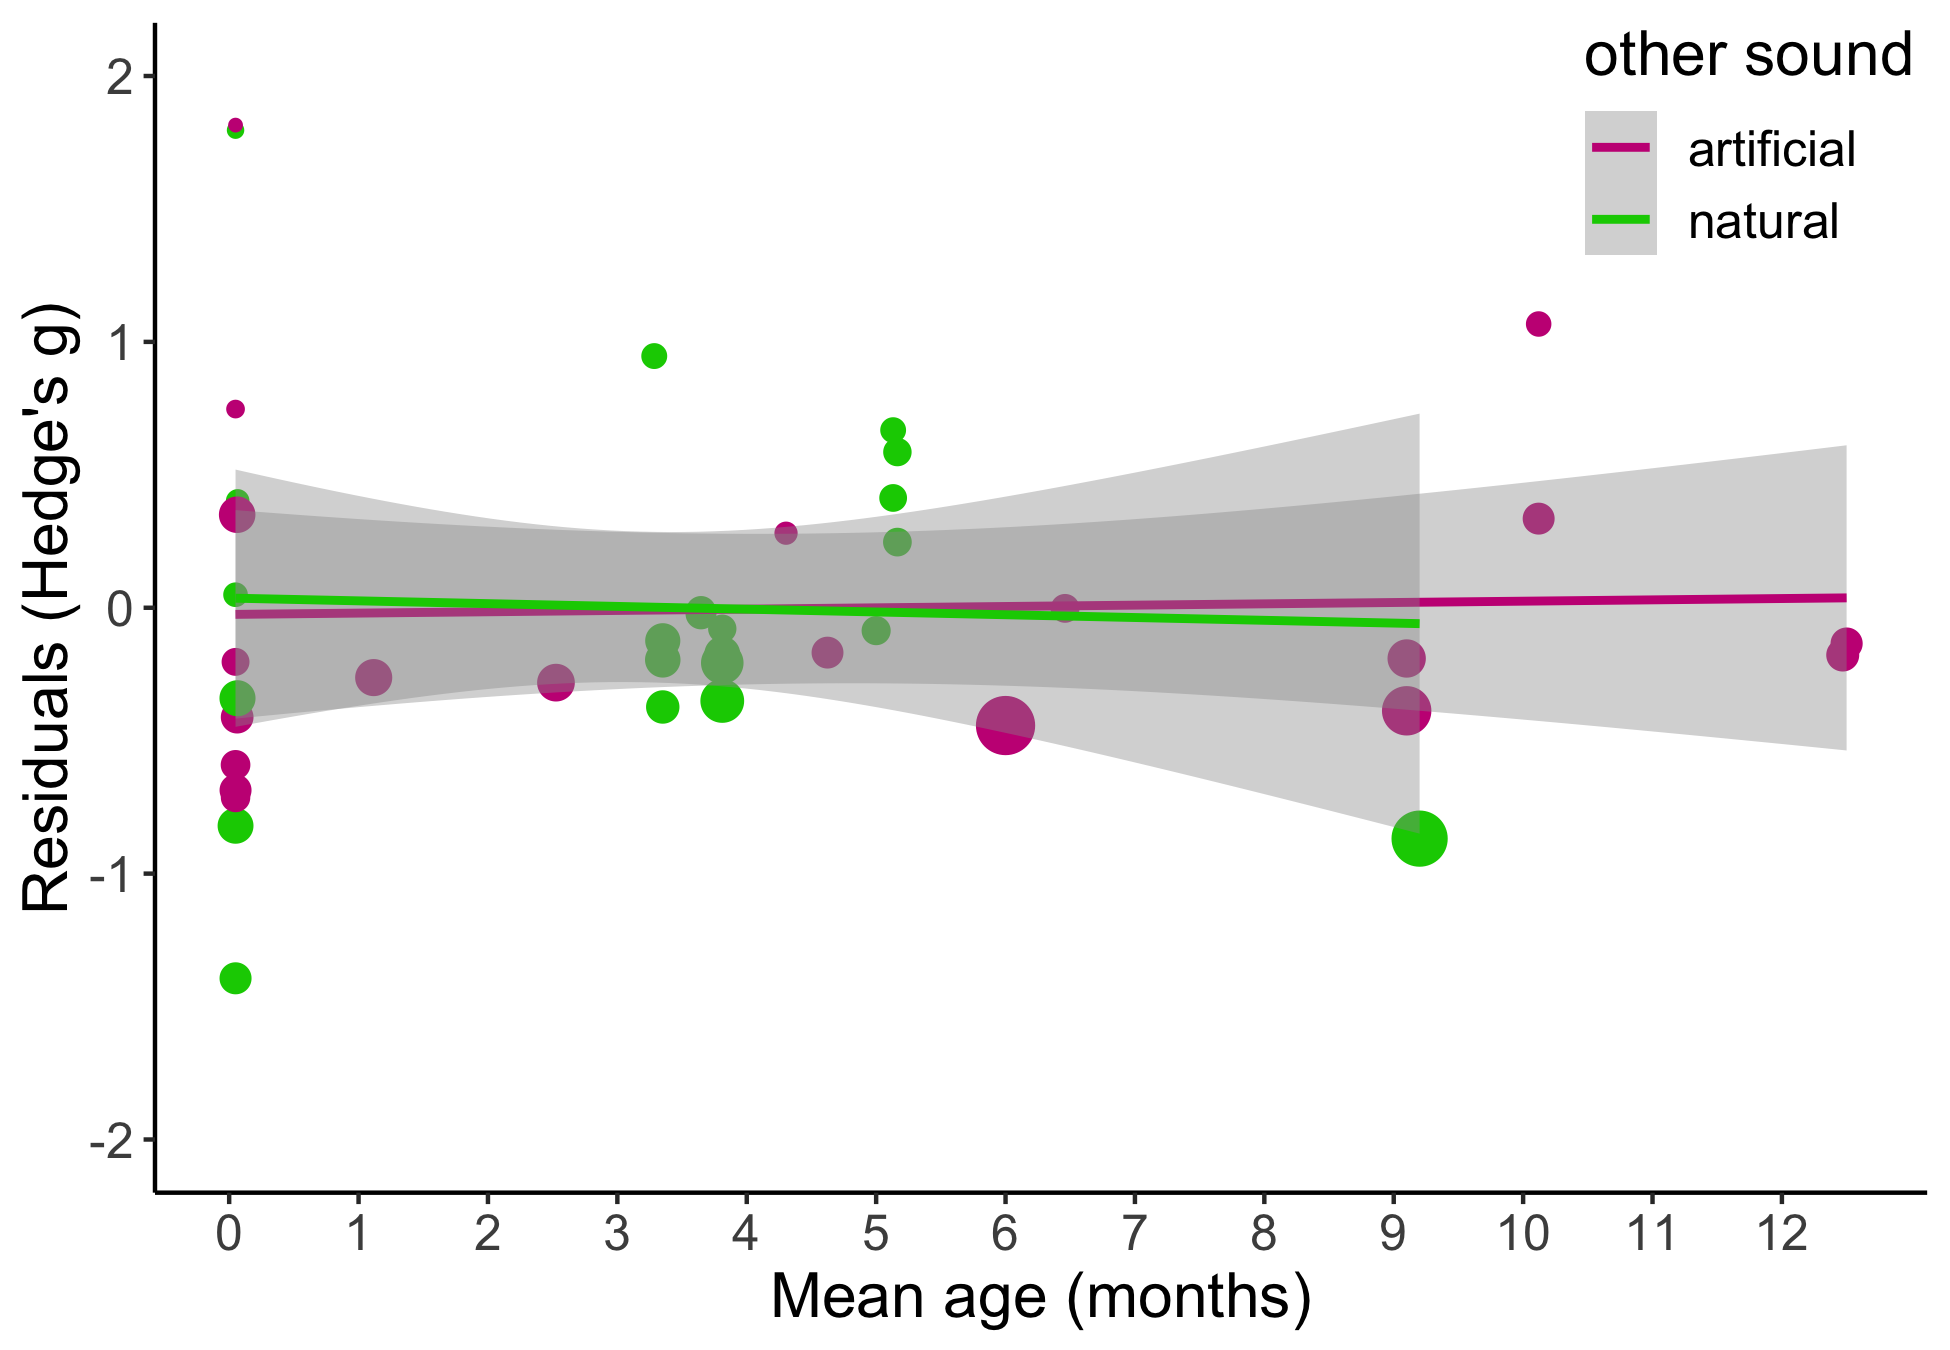 other sound
artificial
natural
Residuals (Hedge's g)
2
1
0
-1
-2
0 1 2 3 4 5 6 7 8 9 10 11 12
Mean age (months)